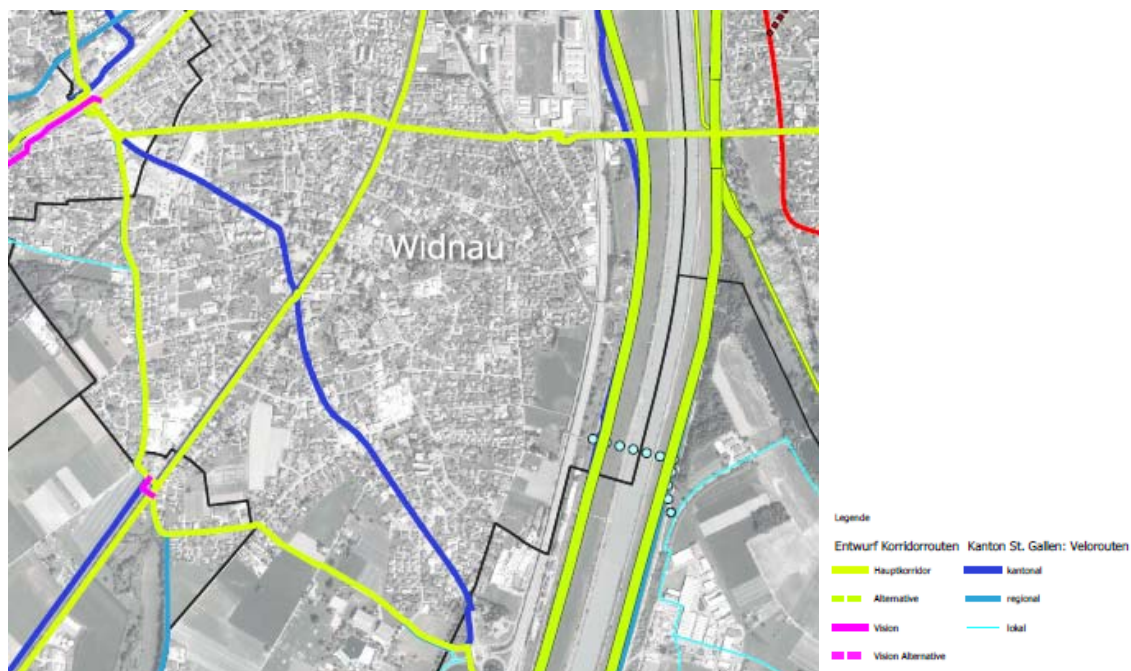 Widnau
Legende
Entwurf Korridorrouten Kanton St. Gallen: Velorouten
Hauptkorridor kantonal
Alternative regional
Vision lokal
Vision Alternative